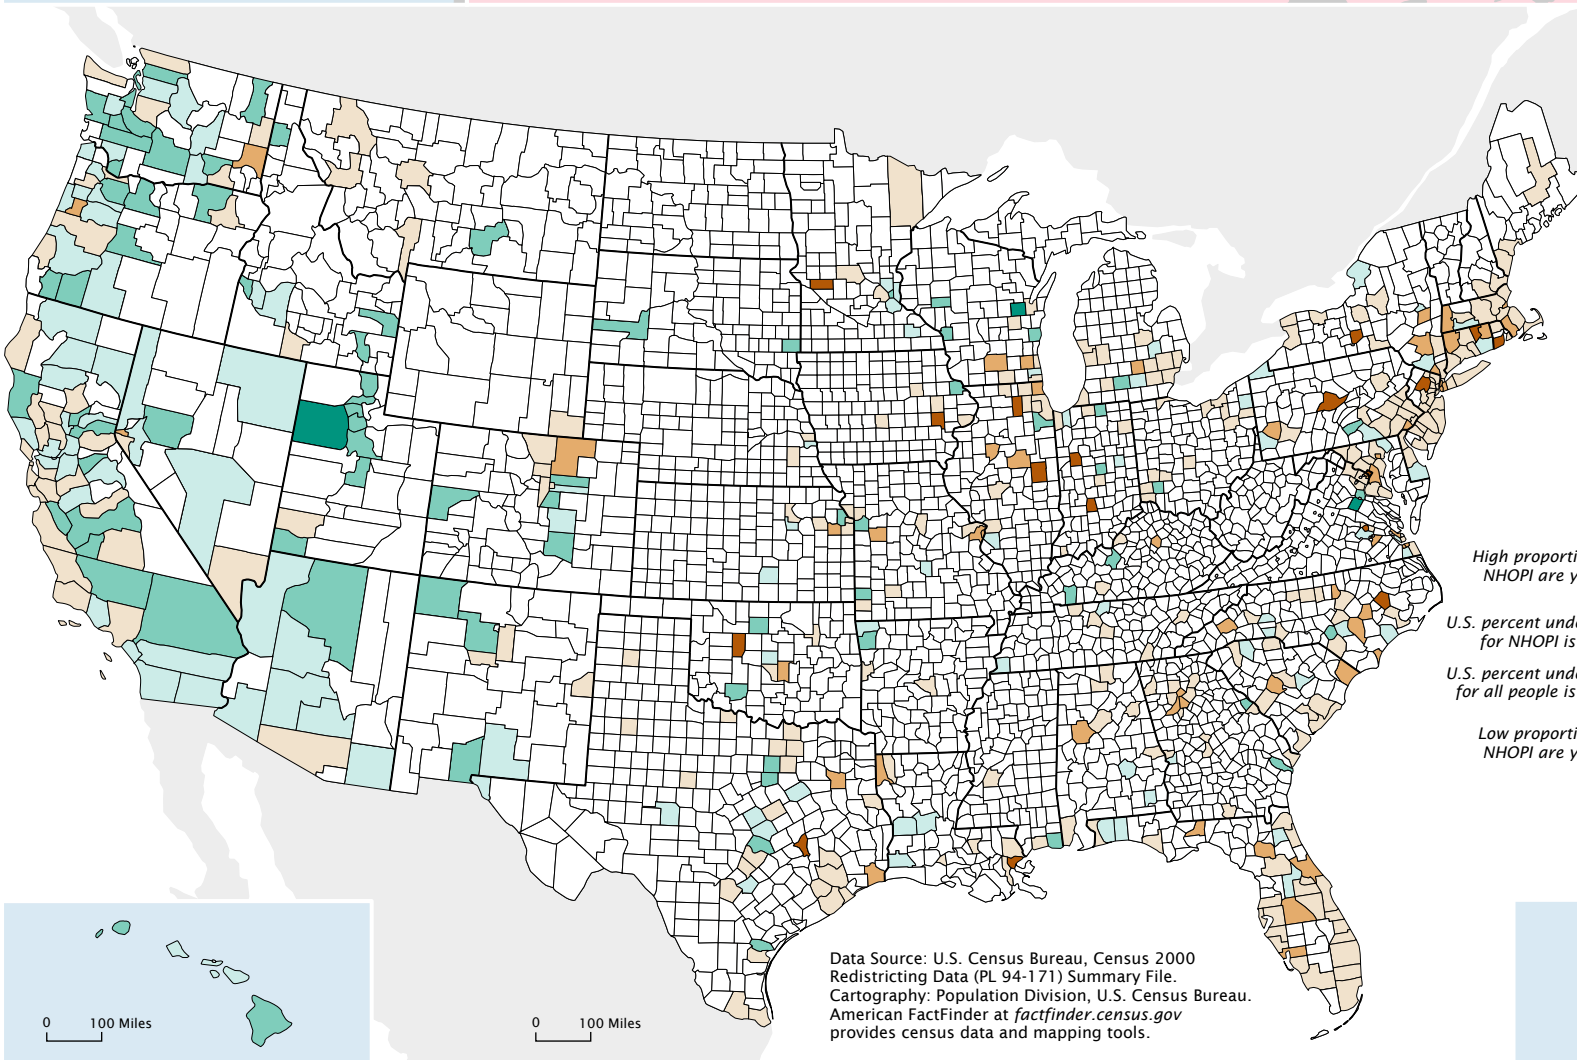 High proporti
NHOPI are y
U.S. percent unde
for NHOPI is
U.S. percent unde
for all people is
Low proporti
NHOPI are y
Data Source: U.S. Census Bureau, Census 2000
Redistricting Data (PL 94-171) Summary File.
Cartography: Population Division, U.S. Census Bureau.
American FactFinder at factfinder.census.gov
provides census data and mapping tools.
0 100 Miles
0 100 Miles